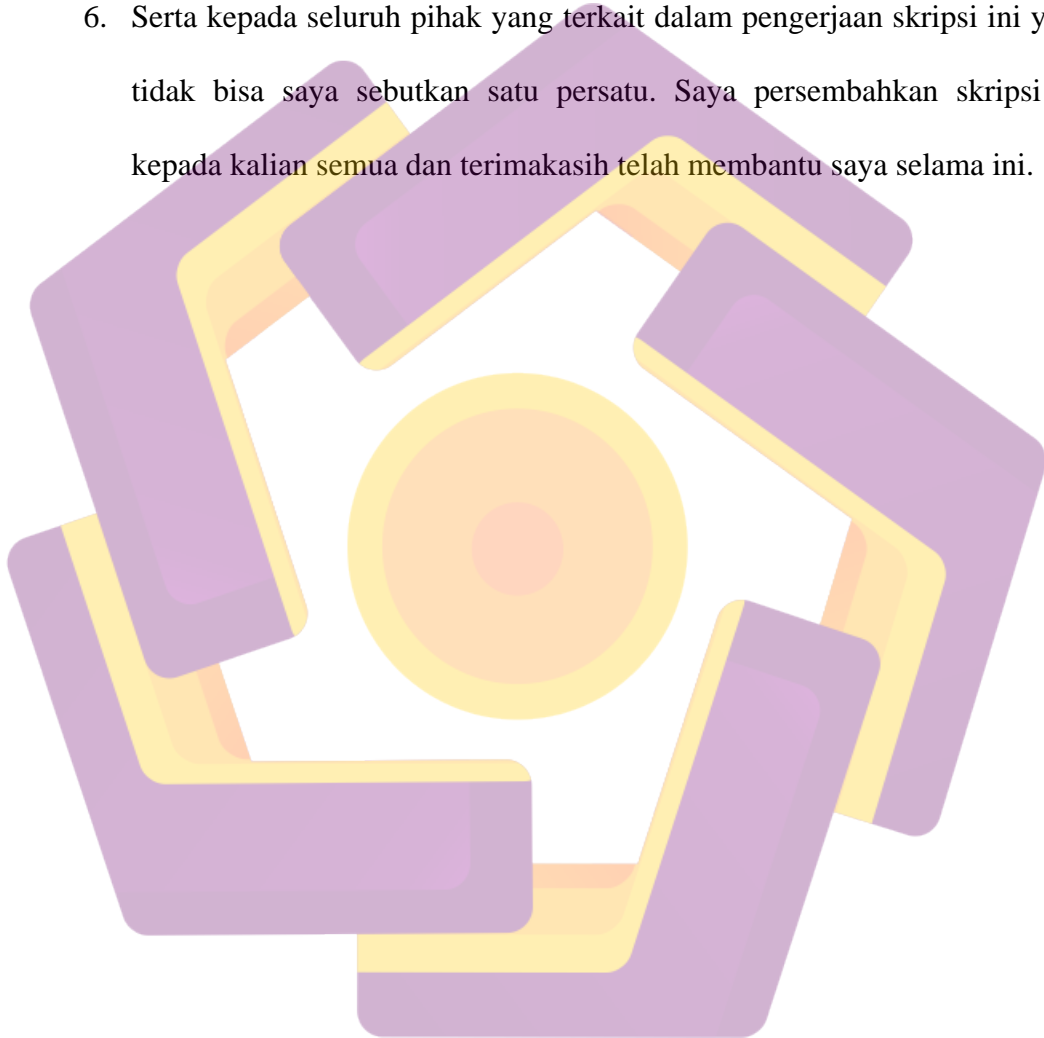 6. Serta kepada seluruh pihak yang terkait dalam pengerjaan skripsi ini
tidak bisa saya sebutkan satu persatu. Saya persembahkan skripsi
kepada kalian semua dan terimakasih telah membantu saya selama ini.